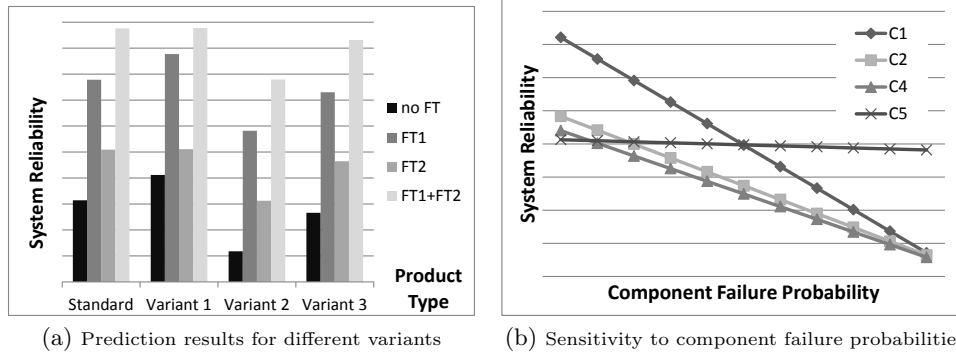 System Reliability
no FT
FT1
FT2
FT1+FT2
Standard Variant 1 Variant 2 Variant 3
Product
Type
(a) Prediction results for different variants
System Reliability
C1
C2
C4
C5
Component Failure Probability
(b) Sensitivity to component failure probabilitie